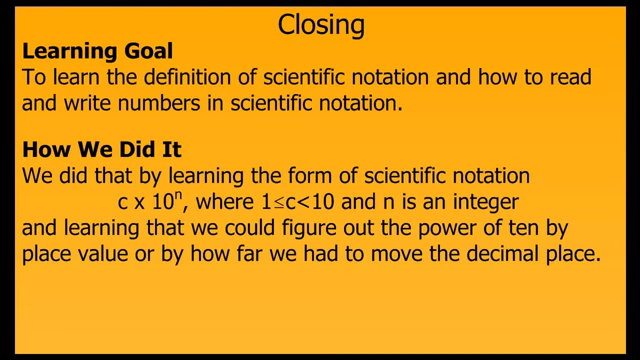 Closing
Learning Goal
To learn the definition of scientific notation and how to read
and write numbers in scientific notation.
How We Did It
We did that by learning the form of scientific notation
c x 10ⁿ, where 1≤c<10 and n is an integer
and learning that we could figure out the power of ten by
place value or by how far we had to move the decimal place.